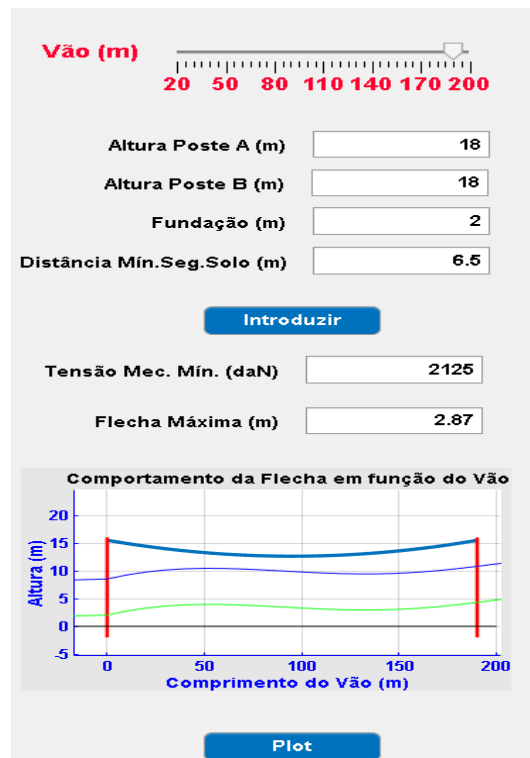 Vão (m)
20 50 80 110 140 170 200
Altura Poste A (m) 18
Altura Poste B (m) 18
Fundação (m) 2
Distância Mín.Seg.Solo (m) 6.5
Introduzir
Tensão Mec. Mín. (daN) 2125
Flecha Máxima (m) 2.87
Comportamento da Flecha em função do Vão
Altura (m)
20
15
10
5
0
-5
0 50 100 150 200
Comprimento do Vão (m)
Plot